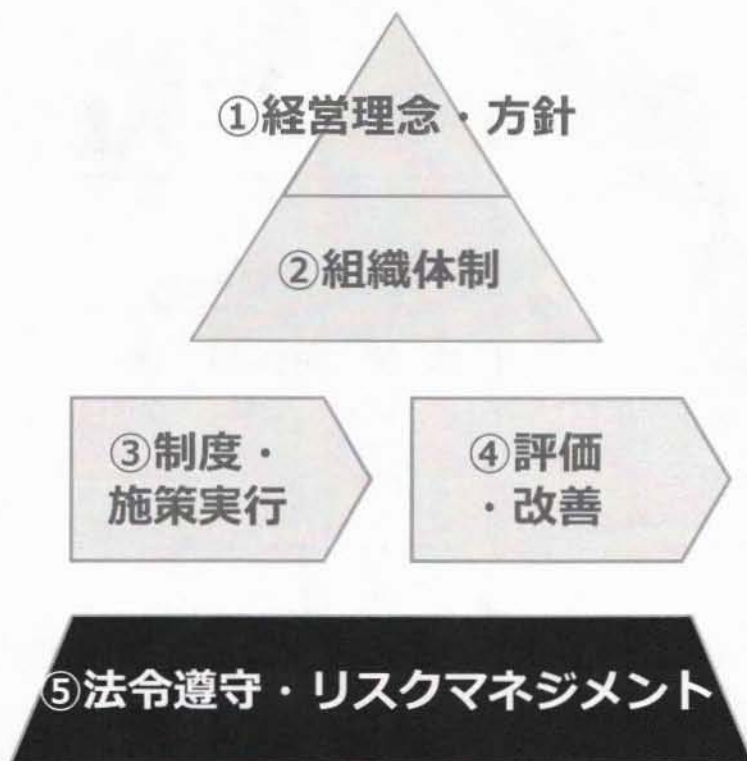 ①経営理念・方針
②組織体制
③制度・
施策実行
④評価
・改善
⑤法令遵守・リスクマネジメント